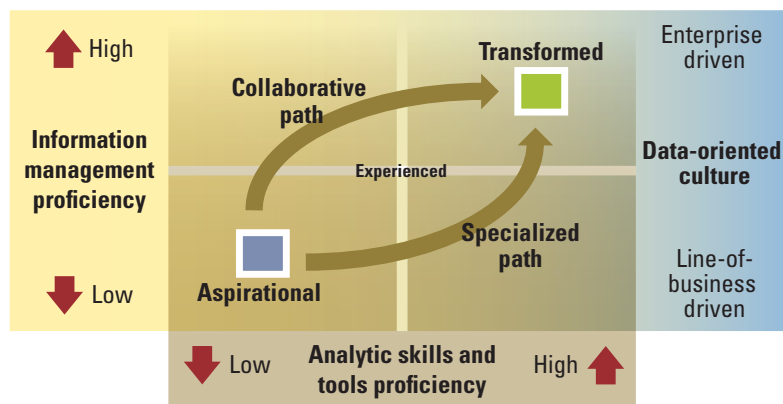 High
Information
management
proficiency
Low
Collaborative
path
Transformed
Experienced
Aspirational
Specialized
path
Enterprise
driven
Data-oriented
culture
Line-of-
business
driven
Low
Analytic skills and
tools proficiency
High